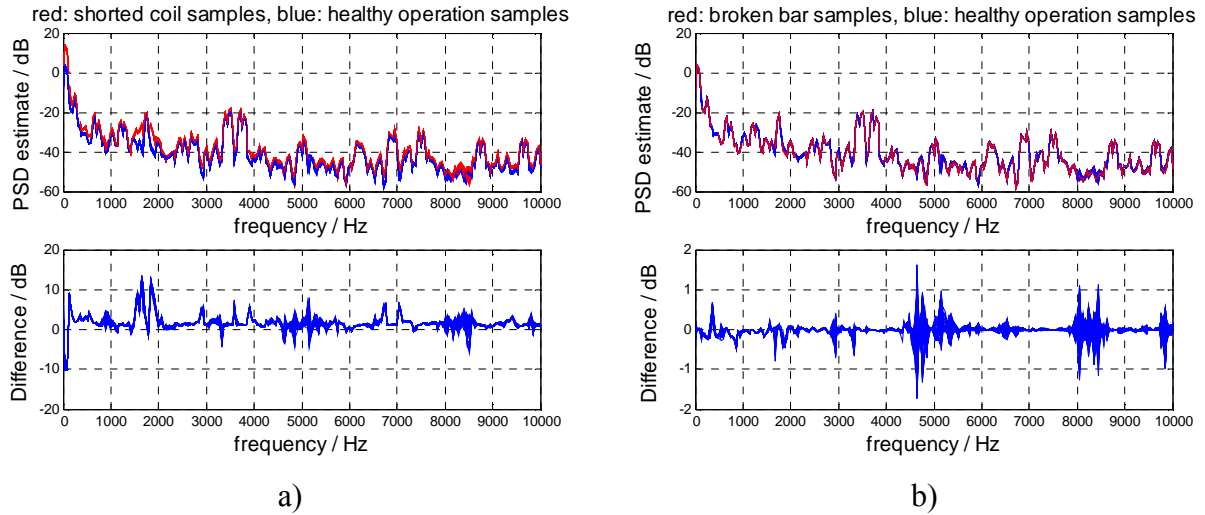 red: shorted coil samples, blue: healthy operation samples
20
0
-20
-40
-60
PSD estimate / dB
0 1000 2000 3000 4000 5000 6000 7000 8000 9000 10000
frequency / Hz
20
10
0
-10
-20
Difference / dB
0 1000 2000 3000 4000 5000 6000 7000 8000 9000 10000
frequency / Hz
a)
red: broken bar samples, blue: healthy operation samples
20
0
-20
-40
-60
PSD estimate / dB
0 1000 2000 3000 4000 5000 6000 7000 8000 9000 10000
frequency / Hz
2
1
0
-1
-2
Difference / dB
0 1000 2000 3000 4000 5000 6000 7000 8000 9000 10000
frequency / Hz
b)